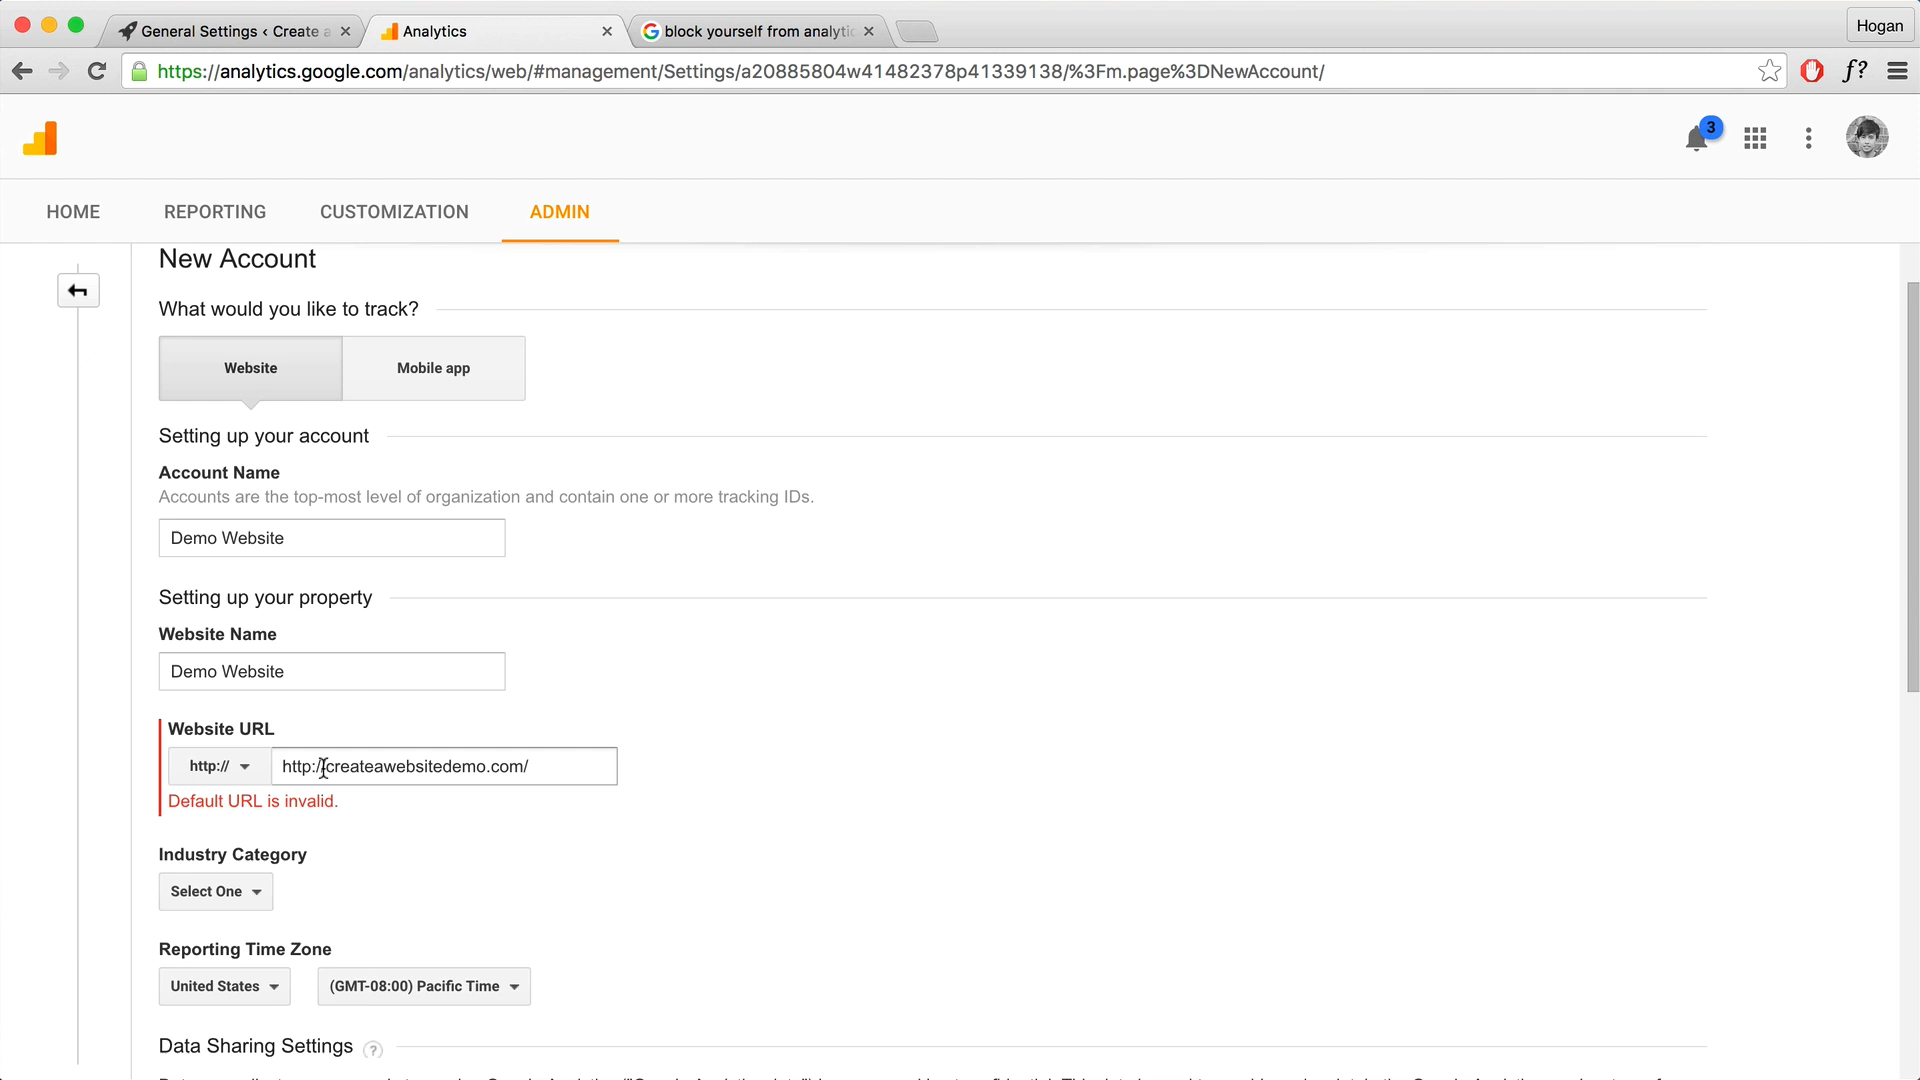 General Settings ‹ Create a
Analytics
block yourself from analytic
Hogan
https://analytics.google.com/analytics/web/#management/Settings/a20885804w41482378p41339138/%3Fm.page%3DNewAccount/
f?
3
HOME
REPORTING
CUSTOMIZATION
ADMIN
New Account
What would you like to track?
Website
Mobile app
Setting up your account
Account Name
Accounts are the top-most level of organization and contain one or more tracking IDs.
Demo Website
Setting up your property
Website Name
Demo Website
Website URL
http://
http://createawebsitedemo.com/
Default URL is invalid.
Industry Category
Select One
Reporting Time Zone
United States
(GMT-08:00) Pacific Time
Data Sharing Settings ?